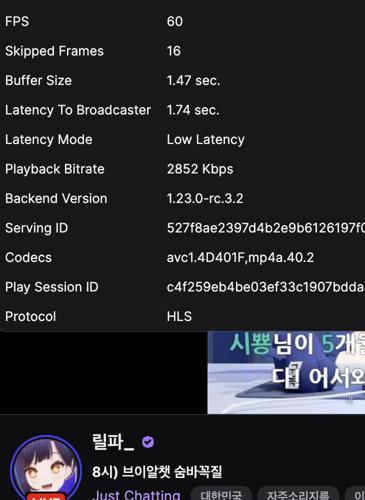 FPS 60
Skipped Frames 16
Buffer Size 1.47 sec.
Latency To Broadcaster 1.74 sec.
Latency Mode Low Latency
Playback Bitrate 2852 Kbps
Backend Version 1.23.0-rc.3.2
Serving ID 527f8ae2397d4b2e9b6126197f0
Codecs avc1.4D401F,mp4a.40.2
Play Session ID c4f259eb4be03ef33c1907bdda
Protocol HLS
시뿅님이 5개월
어서와
릴파_
8시) 브이알챗 숨바꼭질
Just Chatting 대한민국 자주소리지름 이